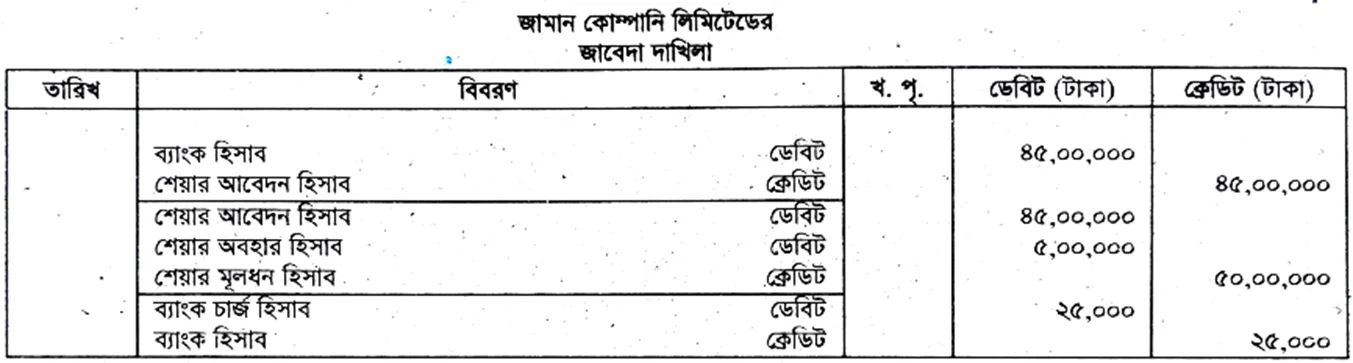 জামান কোম্পানি লিমিটেডের
জাবেদা দাখিলা
তারিখ বিবরণ খ. পৃ. ডেবিট (টাকা) ক্রেডিট (টাকা)
ব্যাংক হিসাব ডেবিট ৪৫,০০,০০০
শেয়ার আবেদন হিসাব ক্রেডিট ৪৫,০০,০০০
শেয়ার আবেদন হিসাব ডেবিট ৪৫,০০,০০০
শেয়ার অবহার হিসাব ডেবিট ৫,০০,০০০
শেয়ার মূলধন হিসাব ক্রেডিট ৫০,০০,০০০
ব্যাংক চার্জ হিসাব ডেবিট ২৫,০০০
ব্যাংক হিসাব ক্রেডিট ২৫,০০০